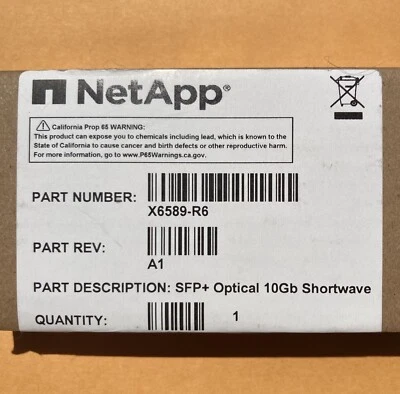 NetApp®
California Prop 65 WARNING:
This product can expose you to chemicals including lead, which is known to the
State of California to cause cancer and birth defects or other reproductive harm.
For more information, go to www.P65Warnings.ca.gov.
PART NUMBER:
X6589-R6
PART REV:
A1
PART DESCRIPTION: SFP+ Optical 10Gb Shortwave
QUANTITY: 1